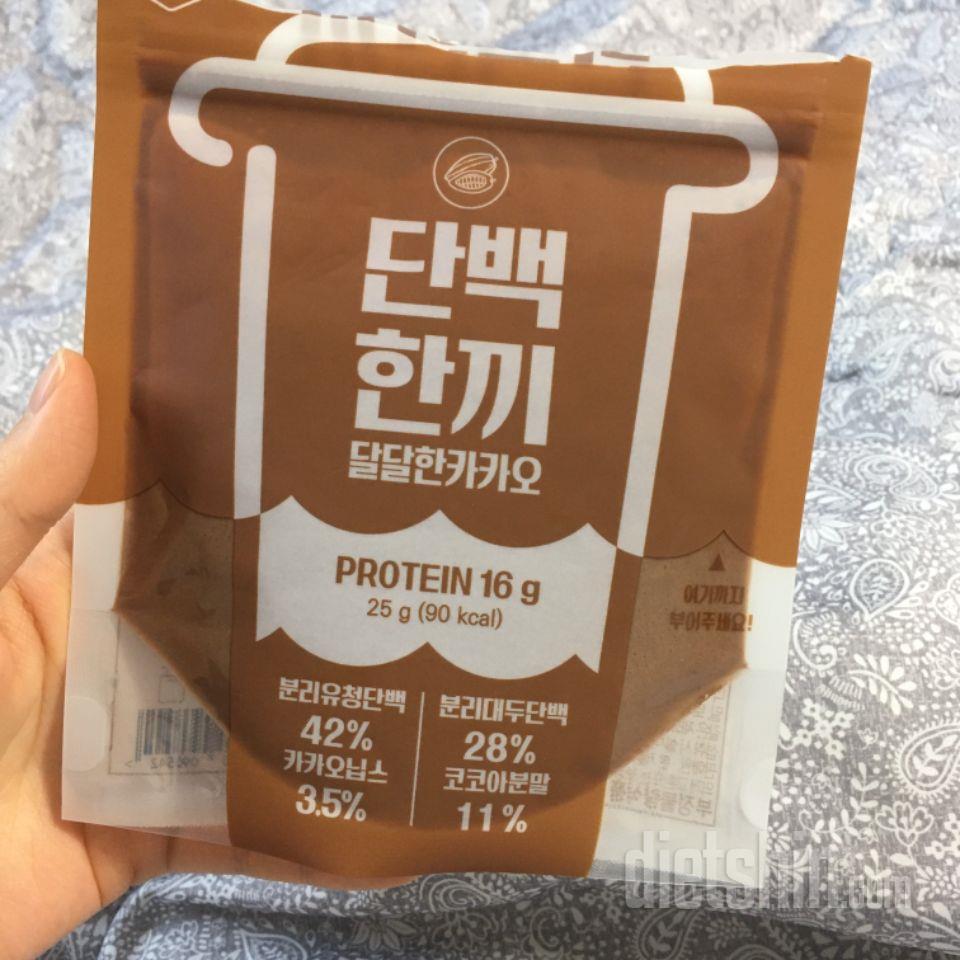 단백
한끼
달달한카카오
PROTEIN 16 g
25 g (90 kcal)
여기까지
부어주세요!
분리유청단백
42%
카카오닙스
3.5%
분리대두단백
28%
코코아분말
11%
dietshin.com